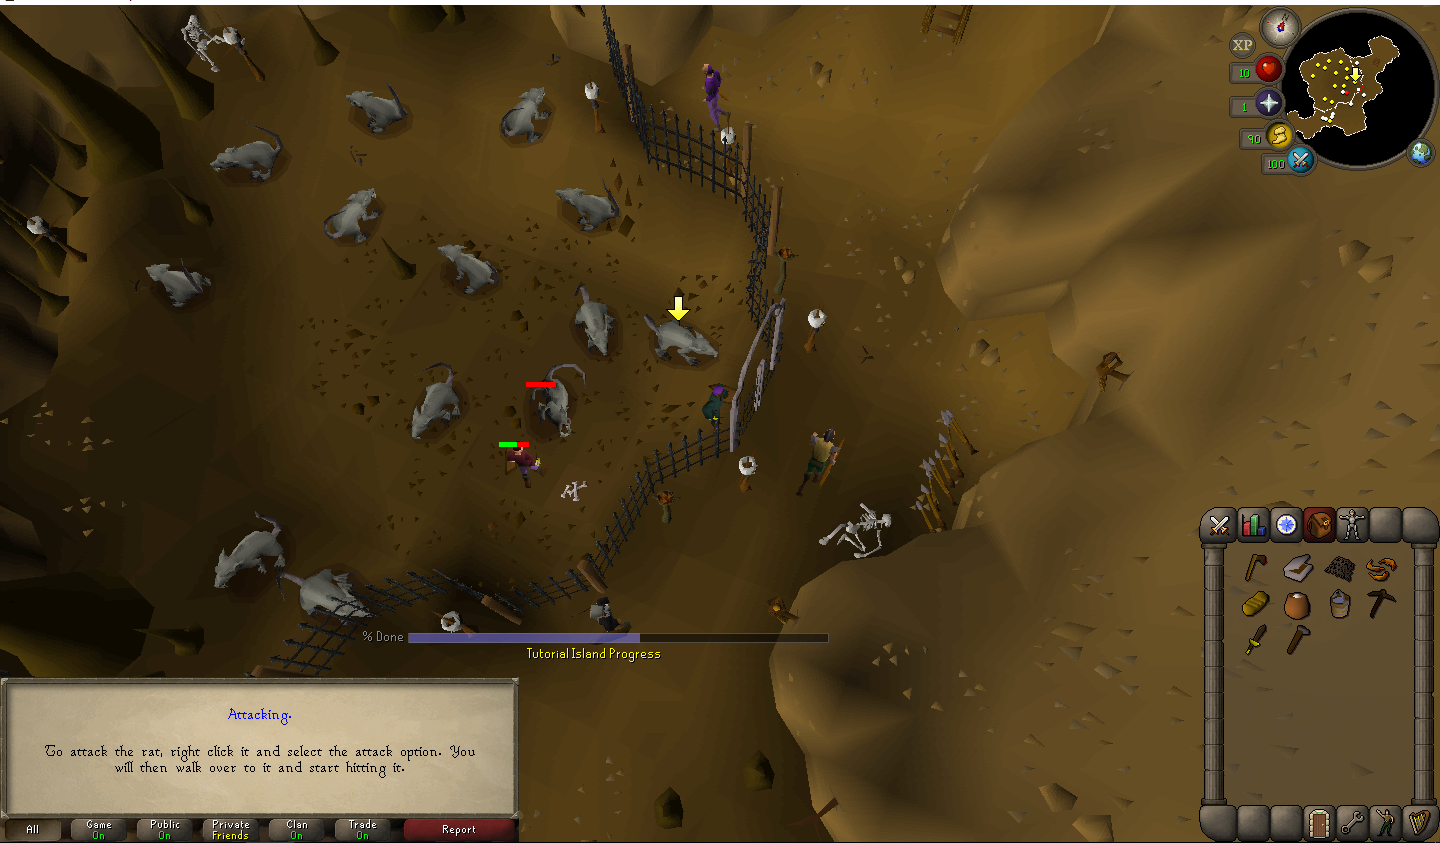 XP
10
1
90
100
% Done
Tutorial Island Progress
Attacking.
To attack the rat, right click it and select the attack option. You
will then walk over to it and start hitting it.
All
Game
On
Public
On
Private
Friends
Clan
On
Trade
On
Report